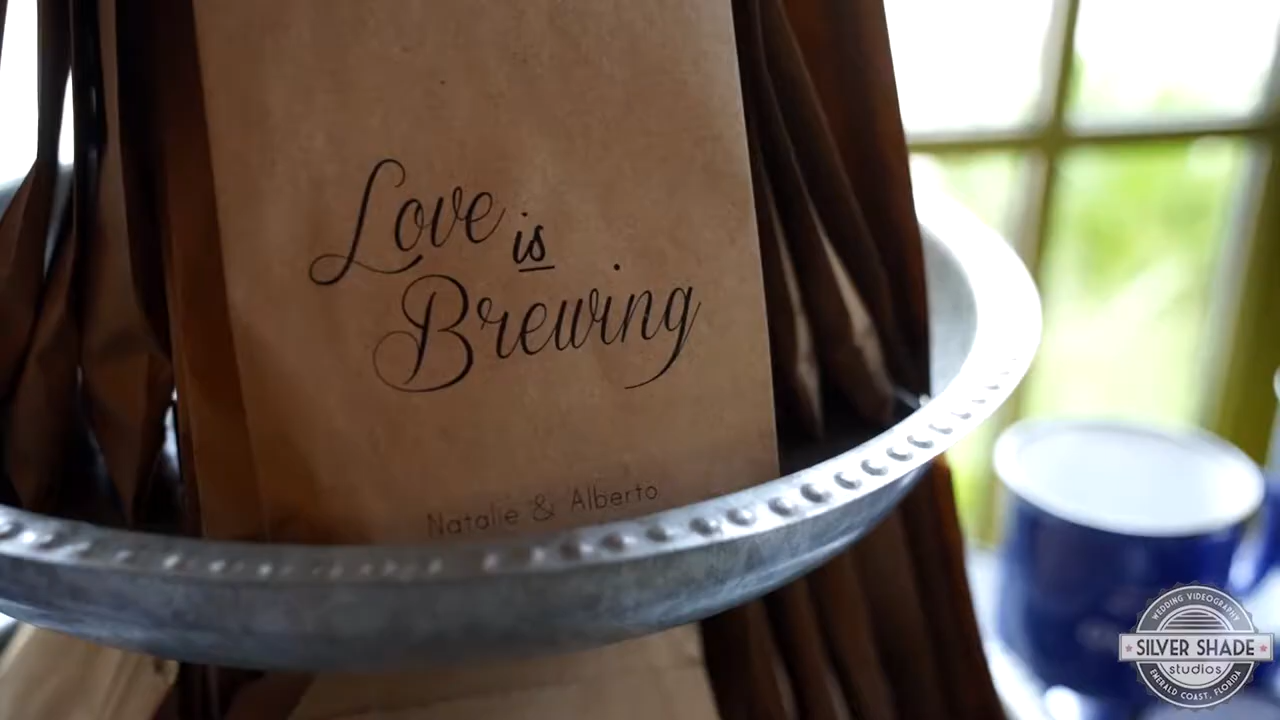 Love is
Brewing
Natalie & Alberto
WEDDING VIDEOGRAPHY
SILVER SHADE
studios
EMERALD COAST, FLORIDA